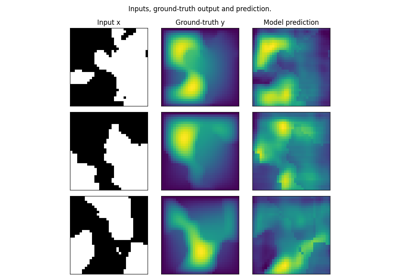 Inputs, ground-truth output and prediction.
Input x
Ground-truth y
Model prediction